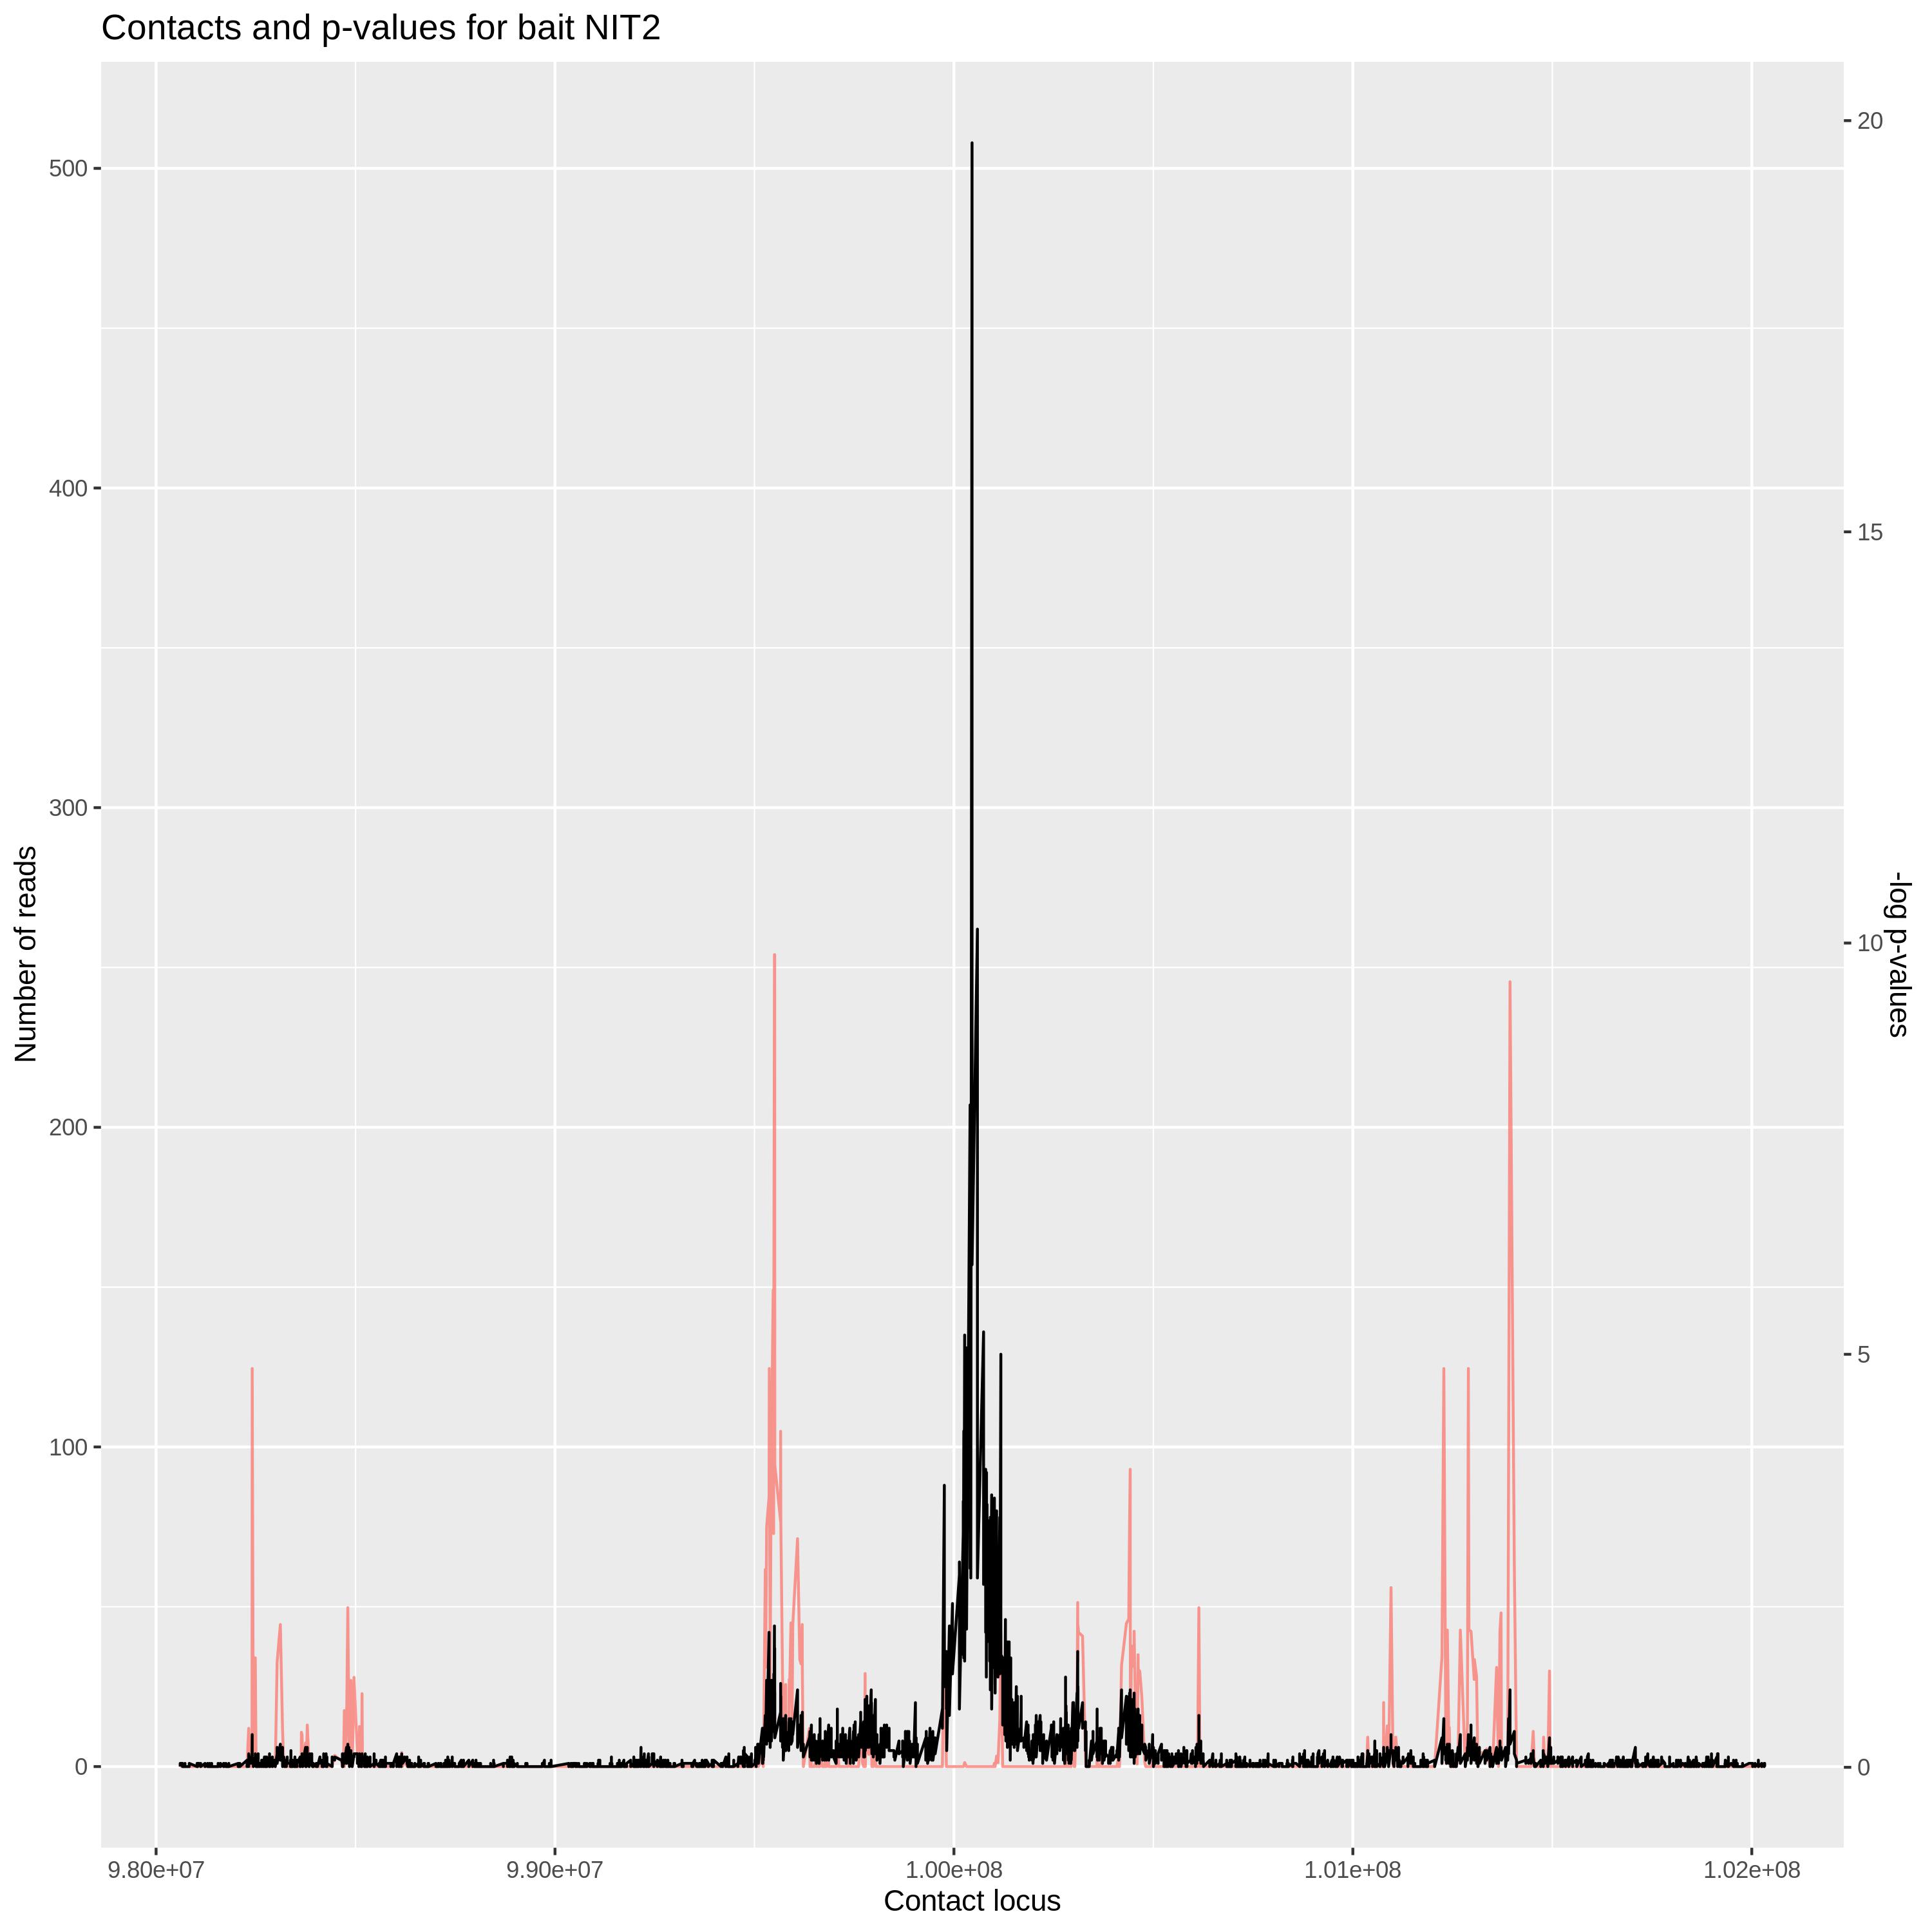 Contacts and p-values for bait NIT2
500
400
300
200
100
0
Number of reads
20
15
10
5
0
-log p-values
9.80e+07
9.90e+07
1.00e+08
1.01e+08
1.02e+08
Contact locus